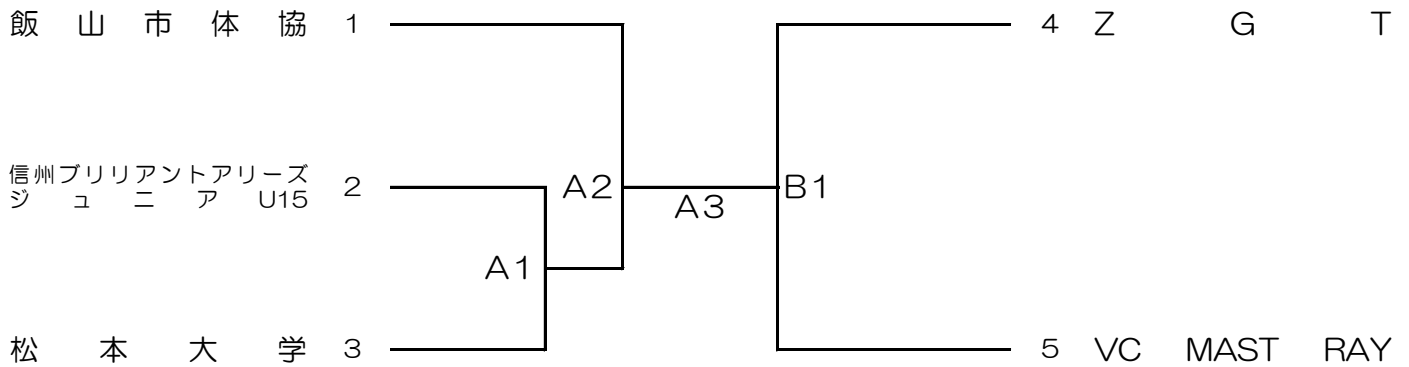 飯山市体協 1
4 ZGT
信州ブリリアントアリーズ
ジュニア U15
2
A2
A3
B1
A1
松本大学 3
5 VC MAST RAY